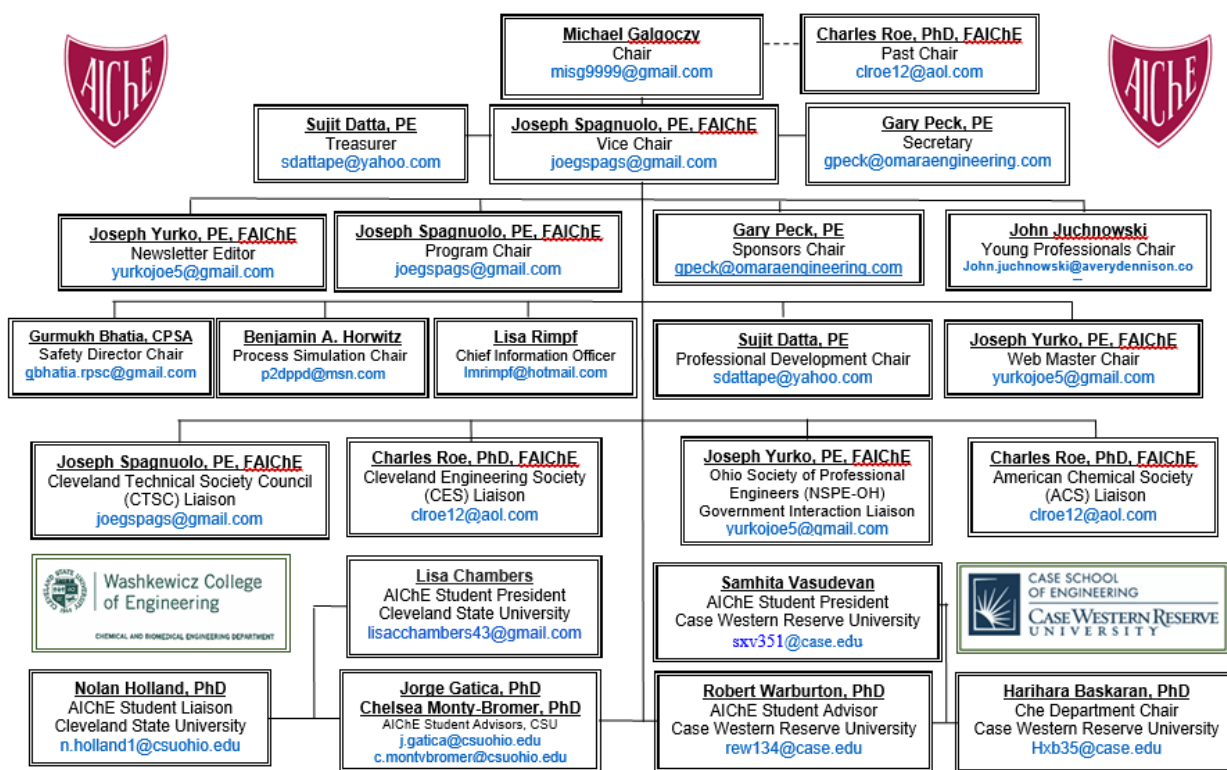 AIChE
Michael Galgoczy
Chair
misg9999@gmail.com
Charles Roe, PhD, FAIChE
Past Chair
clroe12@aol.com
AIChE
Sujit Datta, PE
Treasurer
sdattape@yahoo.com
Joseph Spagnuolo, PE, FAIChE
Vice Chair
joegspags@gmail.com
Gary Peck, PE
Secretary
gpeck@omaraengineering.com
Joseph Yurko, PE, FAIChE
Newsletter Editor
yurkojoe5@gmail.com
Joseph Spagnuolo, PE, FAIChE
Program Chair
joegspags@gmail.com
Gary Peck, PE
Sponsors Chair
gpeck@omaraengineering.com
John Juchnowski
Young Professionals Chair
John.juchnowski@averydennison.co
Gurmukh Bhatia, CPSA
Safety Director Chair
gbhatia.rpsc@gmail.com
Benjamin A. Horwitz
Process Simulation Chair
p2dppd@msn.com
Lisa Rimpf
Chief Information Officer
lmrimpf@hotmail.com
Sujit Datta, PE
Professional Development Chair
sdattape@yahoo.com
Joseph Yurko, PE, FAIChE
Web Master Chair
yurkojoe5@gmail.com
Joseph Spagnuolo, PE, FAIChE
Cleveland Technical Society Council
(CTSC) Liaison
joegspags@gmail.com
Charles Roe, PhD, FAIChE
Cleveland Engineering Society
(CES) Liaison
clroe12@aol.com
Joseph Yurko, PE, FAIChE
Ohio Society of Professional
Engineers (NSPE-OH)
Government Interaction Liaison
yurkojoe5@gmail.com
Charles Roe, PhD, FAIChE
American Chemical Society
(ACS) Liaison
clroe12@aol.com
Washkewicz College
of Engineering
CHEMICAL AND BIOMEDICAL ENGINEERING DEPARTMENT
Lisa Chambers
AIChE Student President
Cleveland State University
lisacchambers43@gmail.com
Samhita Vasudevan
AIChE Student President
Case Western Reserve University
sxv351@case.edu
CASE SCHOOL
OF ENGINEERING
CASE WESTERN RESERVE
UNIVERSITY
Nolan Holland, PhD
AIChE Student Liaison
Cleveland State University
n.holland1@csuohio.edu
Jorge Gatica, PhD
Chelsea Monty-Bromer, PhD
AIChE Student Advisors, CSU
j.gatica@csuohio.edu
c.montybromer@csuohio.edu
Robert Warburton, PhD
AIChE Student Advisor
Case Western Reserve University
rew134@case.edu
Harihara Baskaran, PhD
Che Department Chair
Case Western Reserve University
Hxb35@case.edu